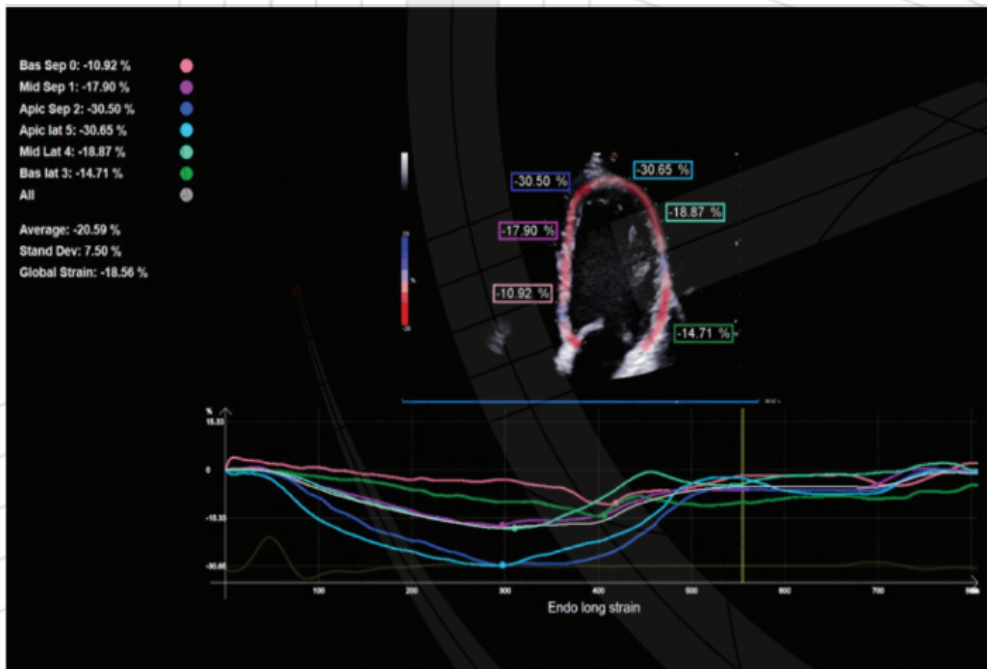 Bas Sep 0: -10.92 %
Mid Sep 1: -17.90 %
Apic Sep 2: -30.50 %
Apic lat 5: -30.65 %
Mid Lat 4: -18.87 %
Bas lat 3: -14.71 %
All
Average: -20.59 %
Stand Dev: 7.50 %
Global Strain: -18.56 %
-30.50 %
-30.65 %
-18.87 %
-17.90 %
-10.92 %
-14.71 %
%
%
15.33
0
-15.33
-30.66
100 200 300 400 500 600 700
Endo long strain